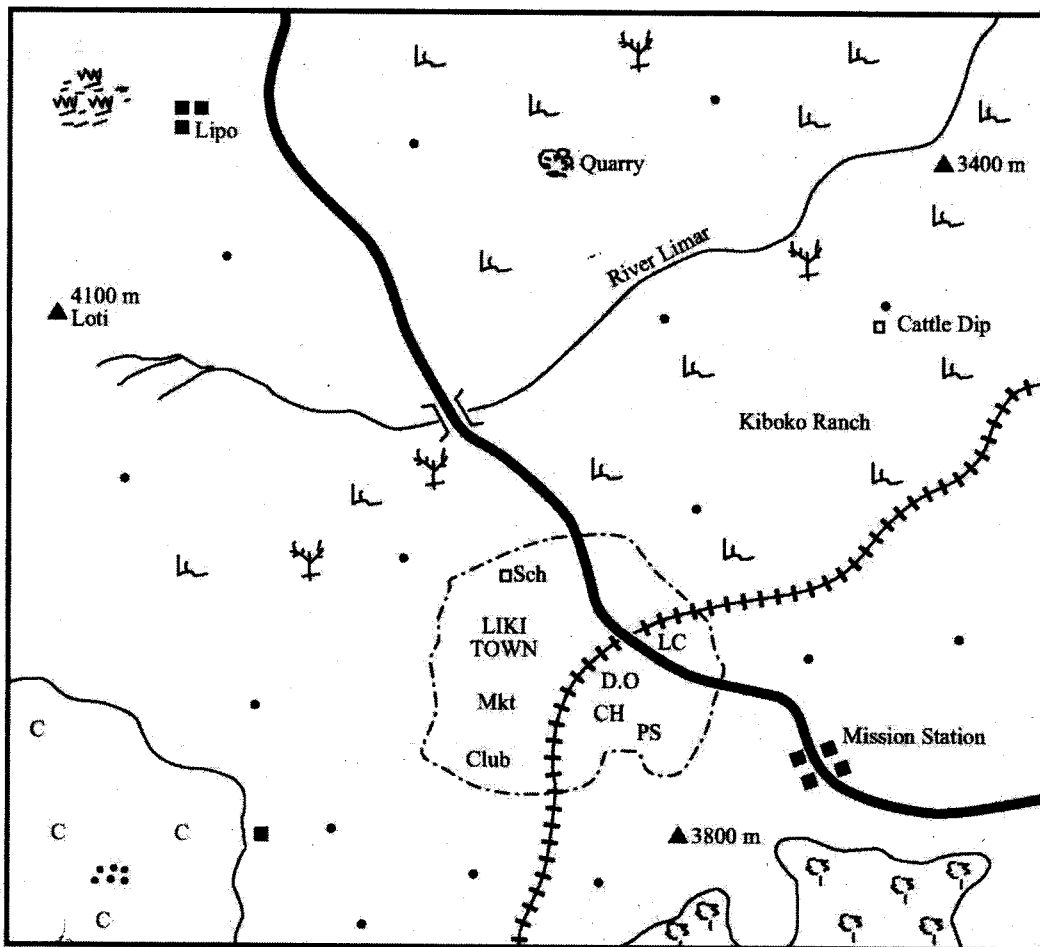 Lipo
Quarry
3400 m
River Limar
4100 m
Loti
Cattle Dip
Kiboko Ranch
Sch
LIKI
TOWN
LC
D.O
Mkt
CH
PS
Club
Mission Station
3800 m
C
C
C
C